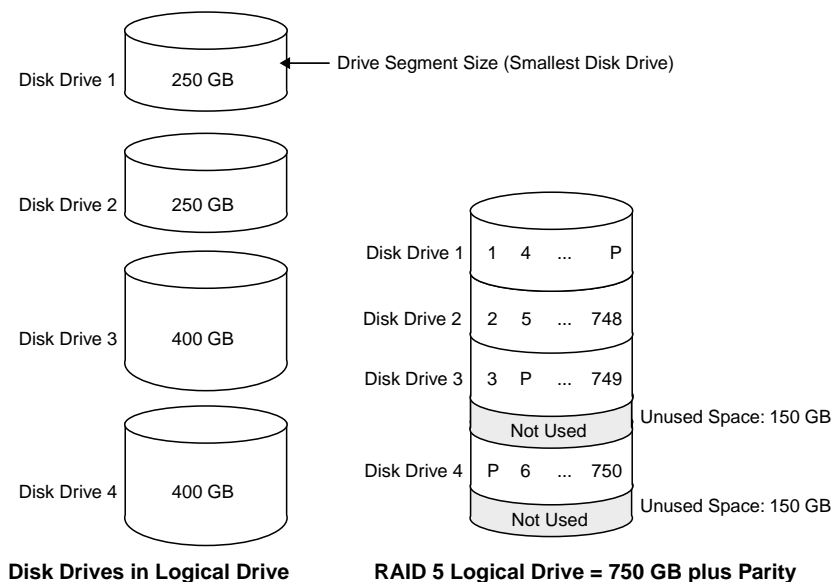 Drive Segment Size (Smallest Disk Drive)
Disk Drive 1 250 GB
Disk Drive 2 250 GB
Disk Drive 3 400 GB
Disk Drive 4 400 GB
Disk Drives in Logical Drive
Disk Drive 1 1 4 ... P
Disk Drive 2 2 5 ... 748
Disk Drive 3 3 P ... 749
Not Used Unused Space: 150 GB
Disk Drive 4 P 6 ... 750
Not Used Unused Space: 150 GB
RAID 5 Logical Drive = 750 GB plus Parity